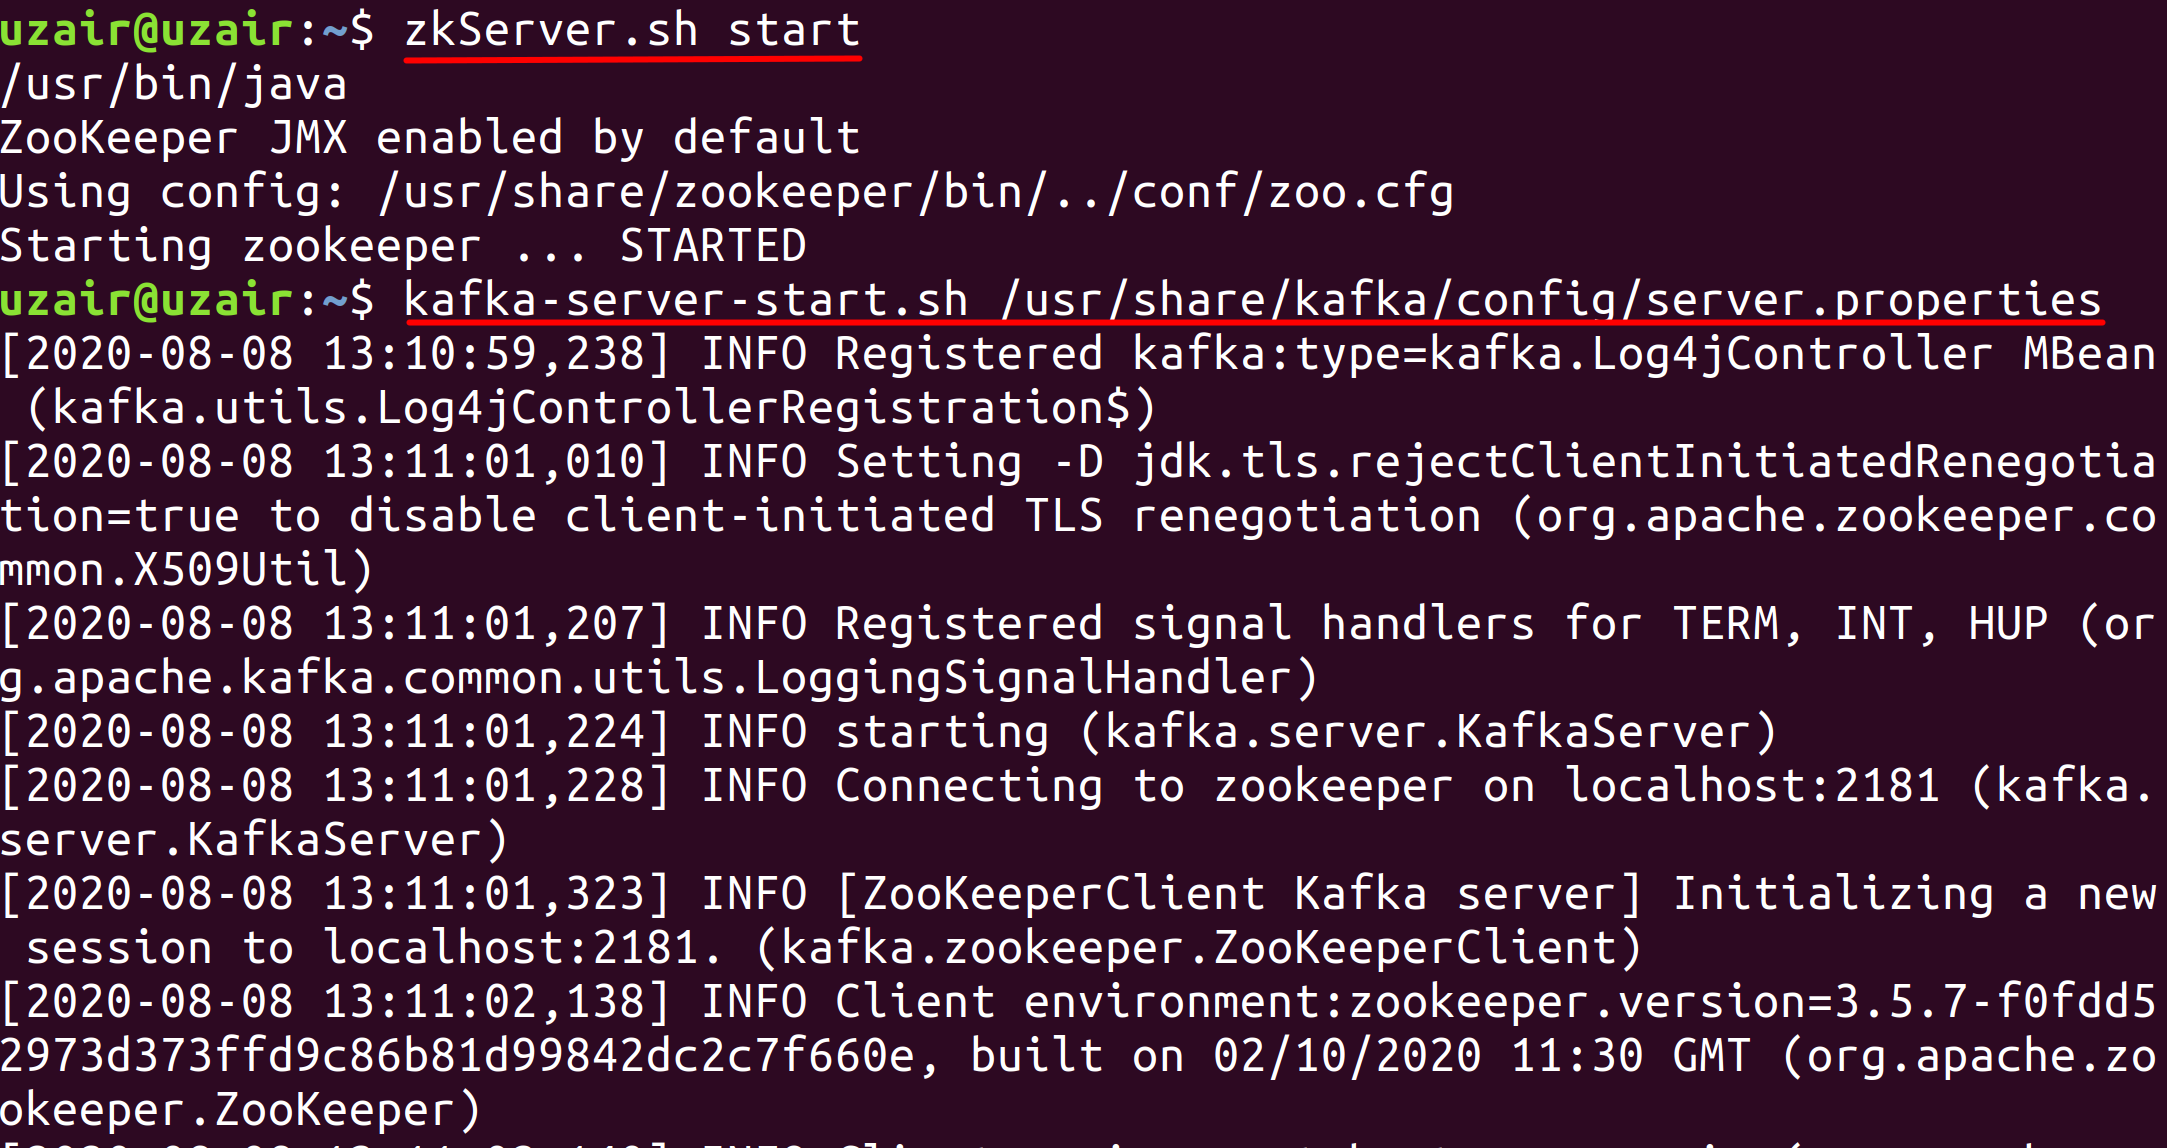 uzair@uzair:~$ zkServer.sh start
/usr/bin/java
ZooKeeper JMX enabled by default
Using config: /usr/share/zookeeper/bin/../conf/zoo.cfg
Starting zookeeper ... STARTED
uzair@uzair:~$ kafka-server-start.sh /usr/share/kafka/config/server.properties
[2020-08-08 13:10:59,238] INFO Registered kafka:type=kafka.Log4jController MBean
 (kafka.utils.Log4jControllerRegistration$)
[2020-08-08 13:11:01,010] INFO Setting -D jdk.tls.rejectClientInitiatedRenegotia
tion=true to disable client-initiated TLS renegotiation (org.apache.zookeeper.co
mmon.X509Util)
[2020-08-08 13:11:01,207] INFO Registered signal handlers for TERM, INT, HUP (or
g.apache.kafka.common.utils.LoggingSignalHandler)
[2020-08-08 13:11:01,224] INFO starting (kafka.server.KafkaServer)
[2020-08-08 13:11:01,228] INFO Connecting to zookeeper on localhost:2181 (kafka.
server.KafkaServer)
[2020-08-08 13:11:01,323] INFO [ZooKeeperClient Kafka server] Initializing a new
 session to localhost:2181. (kafka.zookeeper.ZooKeeperClient)
[2020-08-08 13:11:02,138] INFO Client environment:zookeeper.version=3.5.7-f0fdd5
2973d373ffd9c86b81d99842dc2c7f660e, built on 02/10/2020 11:30 GMT (org.apache.zo
okeeper.ZooKeeper)